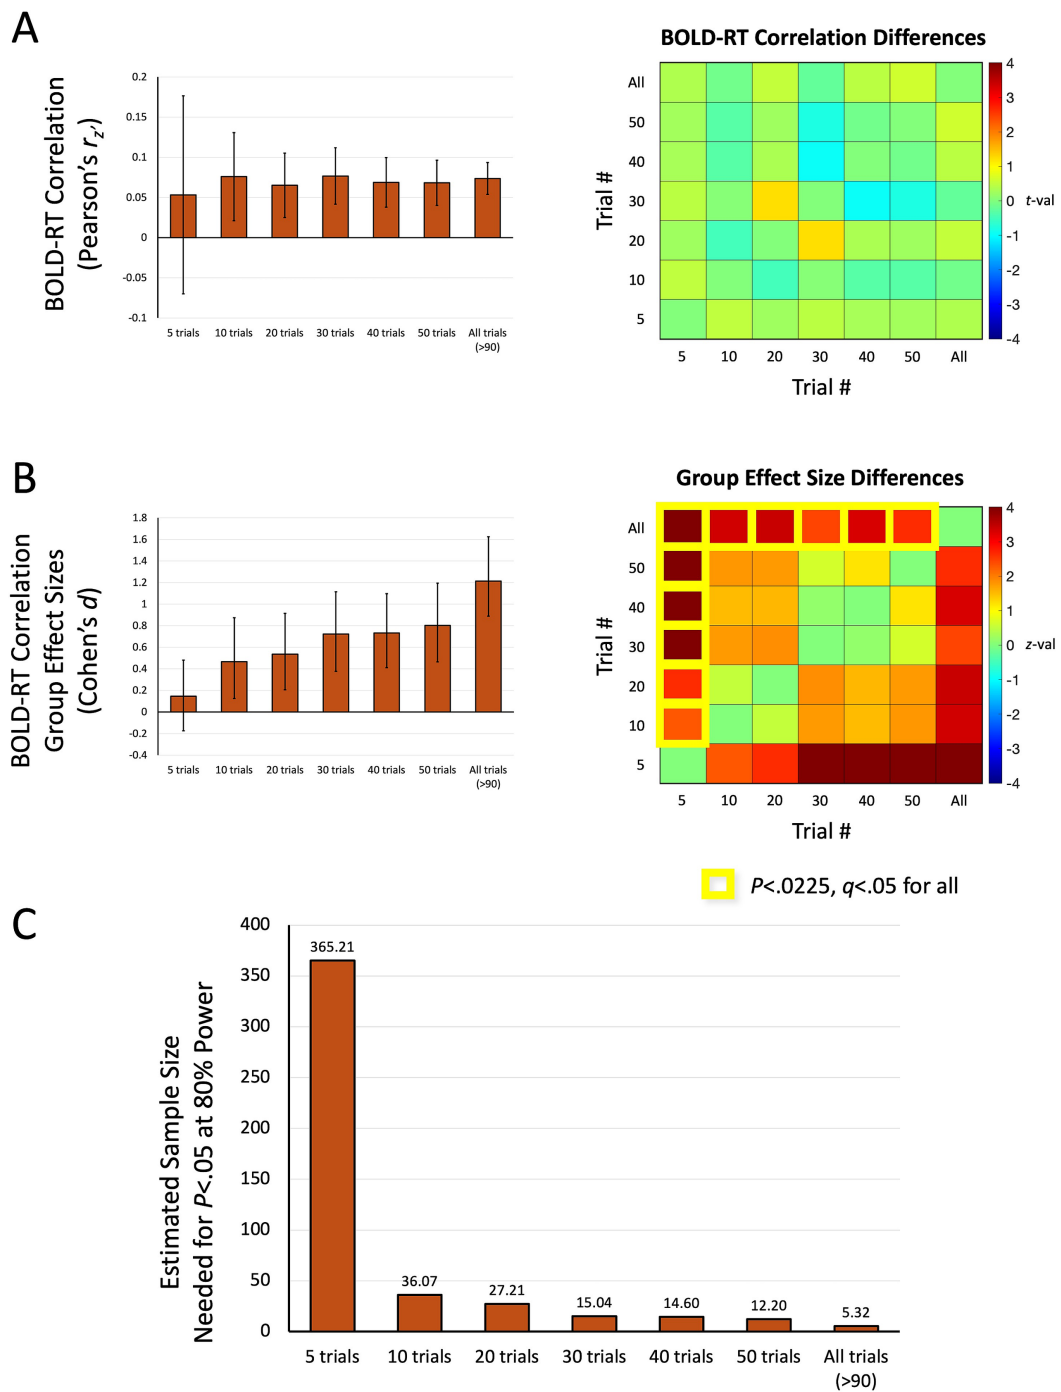 A
BOLD-RT Correlation
(Pearson's rz′)
0.2
0.15
0.1
0.05
0
-0.05
-0.1
5 trials
10 trials
20 trials
30 trials
40 trials
50 trials
All trials
(>90)
BOLD-RT Correlation Differences
Trial #
All
50
40
30
20
10
5
5
10
20
30
40
50
All
Trial #
4
3
2
1
0
-1
-2
-3
-4
t-val
B
BOLD-RT Correlation
Group Effect Sizes
(Cohen's d)
1.8
1.6
1.4
1.2
1
0.8
0.6
0.4
0.2
0
-0.2
-0.4
5 trials
10 trials
20 trials
30 trials
40 trials
50 trials
All trials
(>90)
Group Effect Size Differences
Trial #
All
50
40
30
20
10
5
5
10
20
30
40
50
All
Trial #
4
3
2
1
0
-1
-2
-3
-4
z-val
P<.0225, q<.05 for all
C
Estimated Sample Size
Needed for P<.05 at 80% Power
400
350
300
250
200
150
100
50
0
365.21
36.07
27.21
15.04
14.60
12.20
5.32
5 trials
10 trials
20 trials
30 trials
40 trials
50 trials
All trials
(>90)